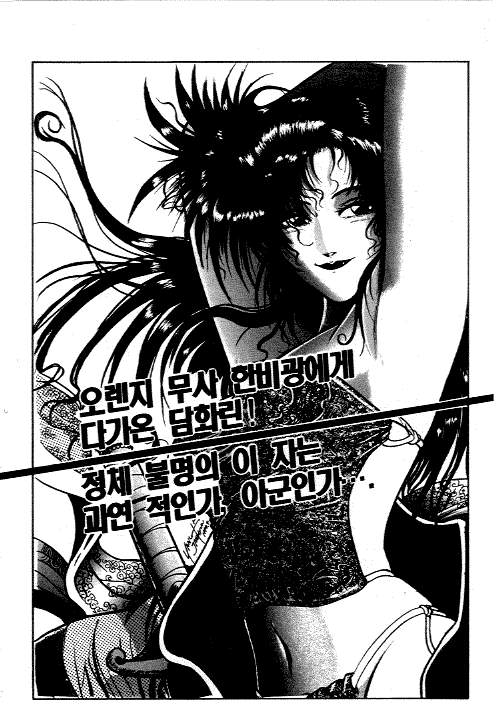 오렌지 무사 한비광에게
다가온 담화린!
정체 불명의 이 자는
과연 적인가, 아군인가...